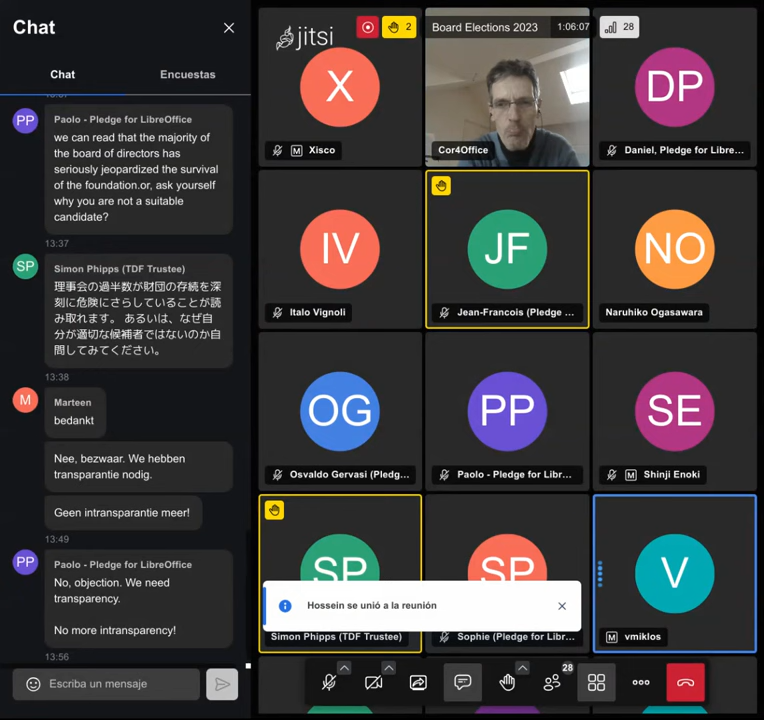 Chat
Chat
Encuestas
Paolo - Pledge for LibreOffice
we can read that the majority of
the board of directors has
seriously jeopardized the survival
of the foundation.or, ask yourself
why you are not a suitable
candidate?
13:37
Simon Phipps (TDF Trustee)
理事会の過半数が財団の存続を深
刻に危険にさらしていることが読
み取れます。 あるいは、なぜ自
分が適切な候補者ではないのか自
問してみてください。
13:38
Marteen
bedankt
Nee, bezwaar. We hebben
transparantie nodig.
Geen intransparantie meer!
13:49
Paolo - Pledge for LibreOffice
No, objection. We need
transparency.
No more intransparency!
13:56
Escriba un mensaje
PP
SP
M
PP
jitsi
2
Board Elections 2023
1:06:07
28
X
M Xisco
Cor4Office
DP
Daniel, Pledge for Libre...
IV
Italo Vignoli
JF
Jean-Francois (Pledge ...
NO
Naruhiko Ogasawara
OG
Osvaldo Gervasi (Pledg...
PP
Paolo - Pledge for Libr...
SE
M Shinji Enoki
SP
Simon Phipps (TDF Trustee)
SP
Sophie (Pledge for Libr...
V
M vmiklos
Hossein se unió a la reunión
28